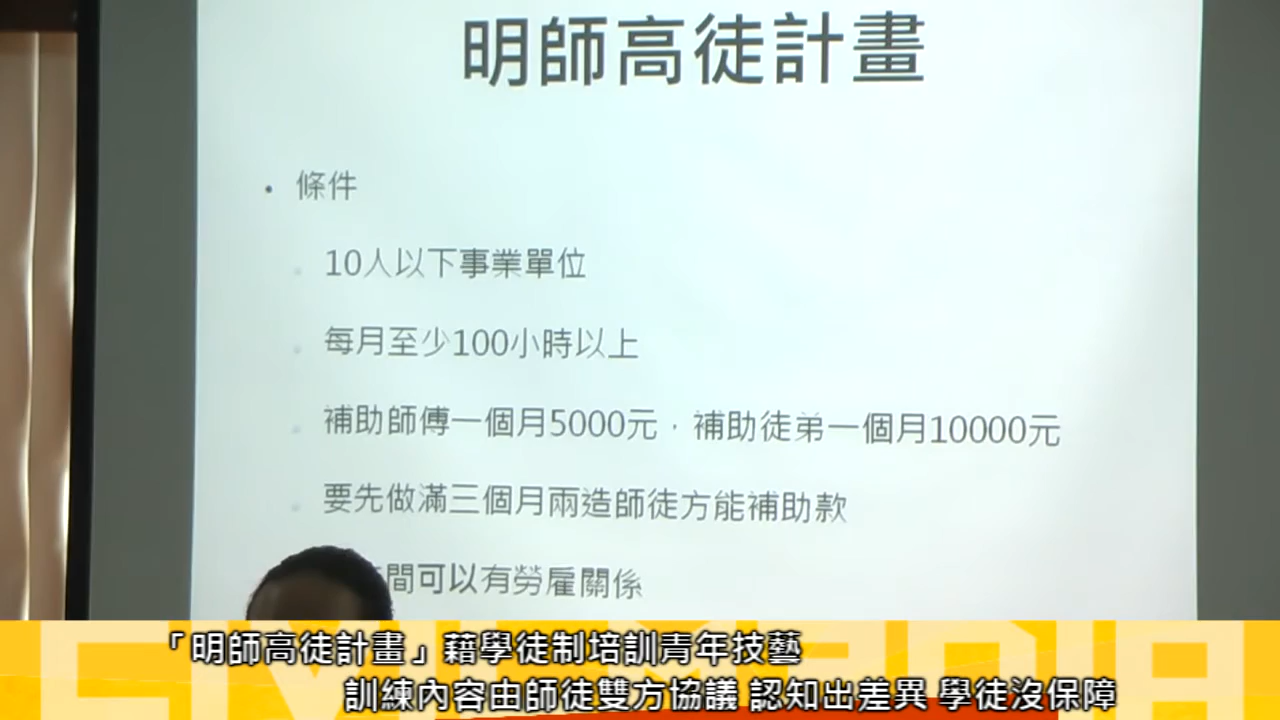 明師高徒計畫
• 條件
10人以下事業單位
每月至少100小時以上
補助師傅一個月5000元，補助徒弟一個月10000元
要先做滿三個月兩造師徒方能補助款
間可以有勞雇關係
「明師高徒計畫」藉學徒制培訓青年技藝
訓練內容由師徒雙方協議 認知出差異 學徒沒保障